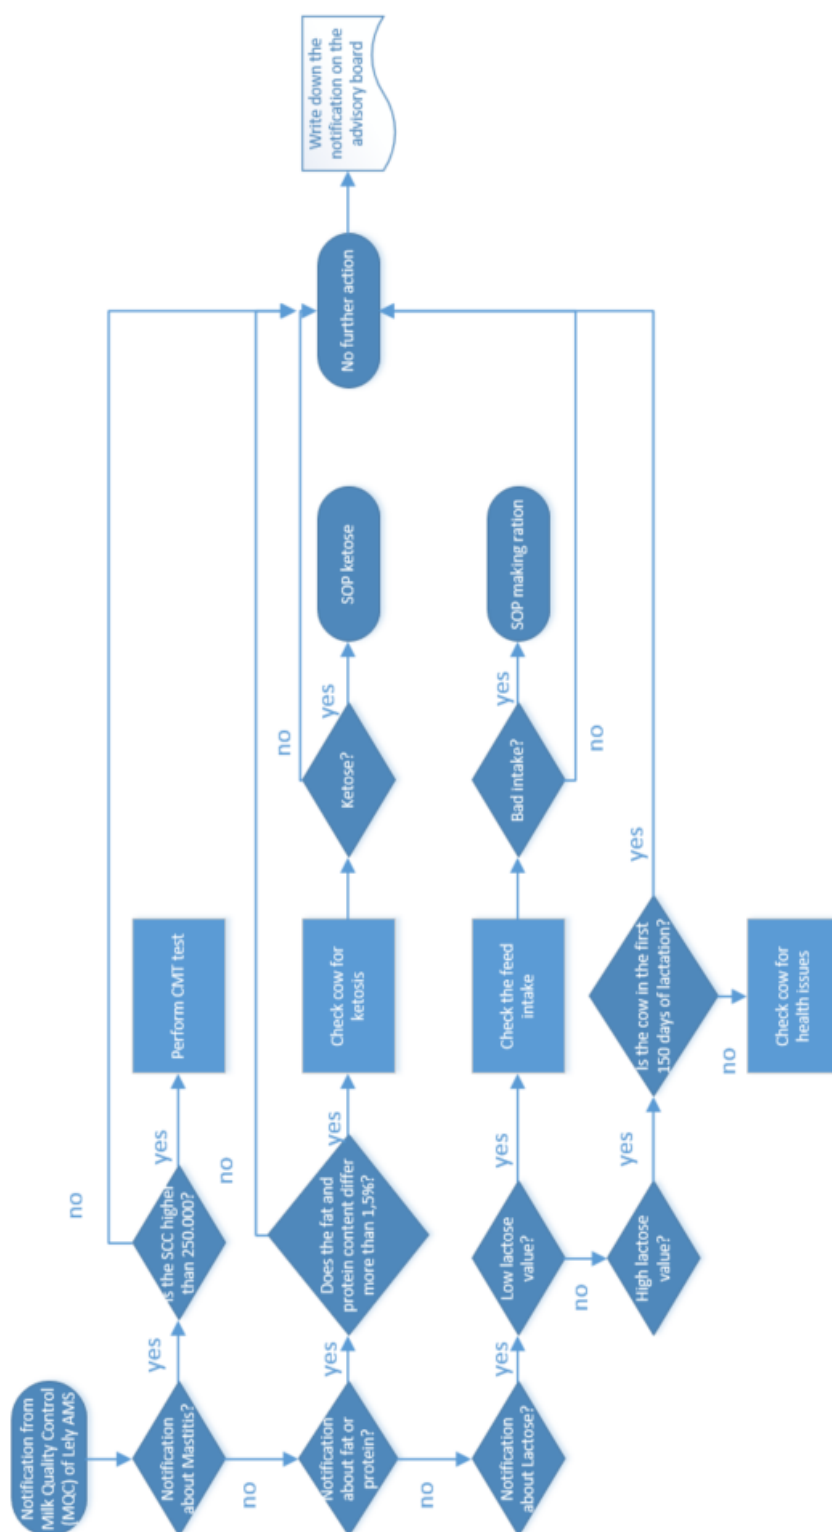 Notification from
Milk Quality Control
(MQC) of Lely AMS
Notification
about Mastitis?
yes
Is the SCC higher
than 250.000?
yes
Perform CMT test
no
no
Notification
about fat or
protein?
yes
Does the fat and
protein content differ
more than 1,5%?
yes
Check cow for
ketosis
Ketose?
yes
SOP ketose
no
no
No further action
Write down the
notification on the
advisory board
no
Notification
about Lactose?
yes
Low lactose
value?
yes
Check the feed
intake
Bad intake?
yes
SOP making ration
no
no
High lactose
value?
yes
Is the cow in the first
150 days of lactation?
yes
no
Check cow for
health issues